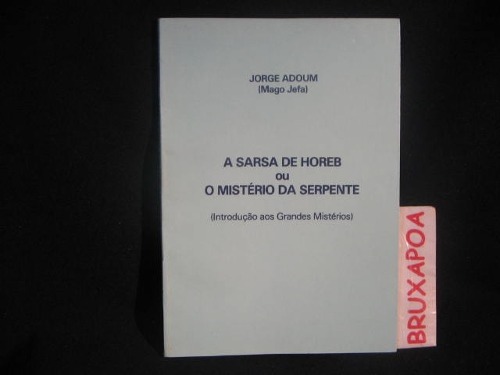 JORGE ADOUM
(Mago Jefa)
A SARSA DE HOREB
ou
O MISTÉRIO DA SERPENTE
(Introdução aos Grandes Mistérios)
BRUXAPOA